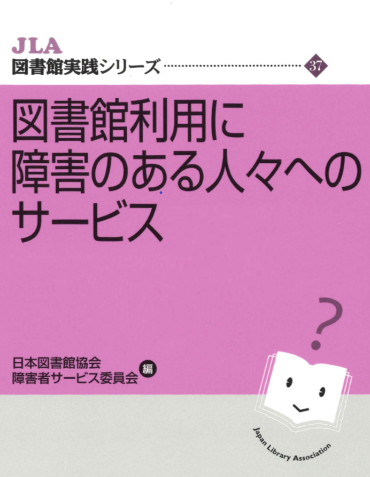 JLA
図書館実践シリーズ 37
図書館利用に
障害のある人々への
サービス
?
日本図書館協会
障害者サービス委員会 編
Japan Library Association